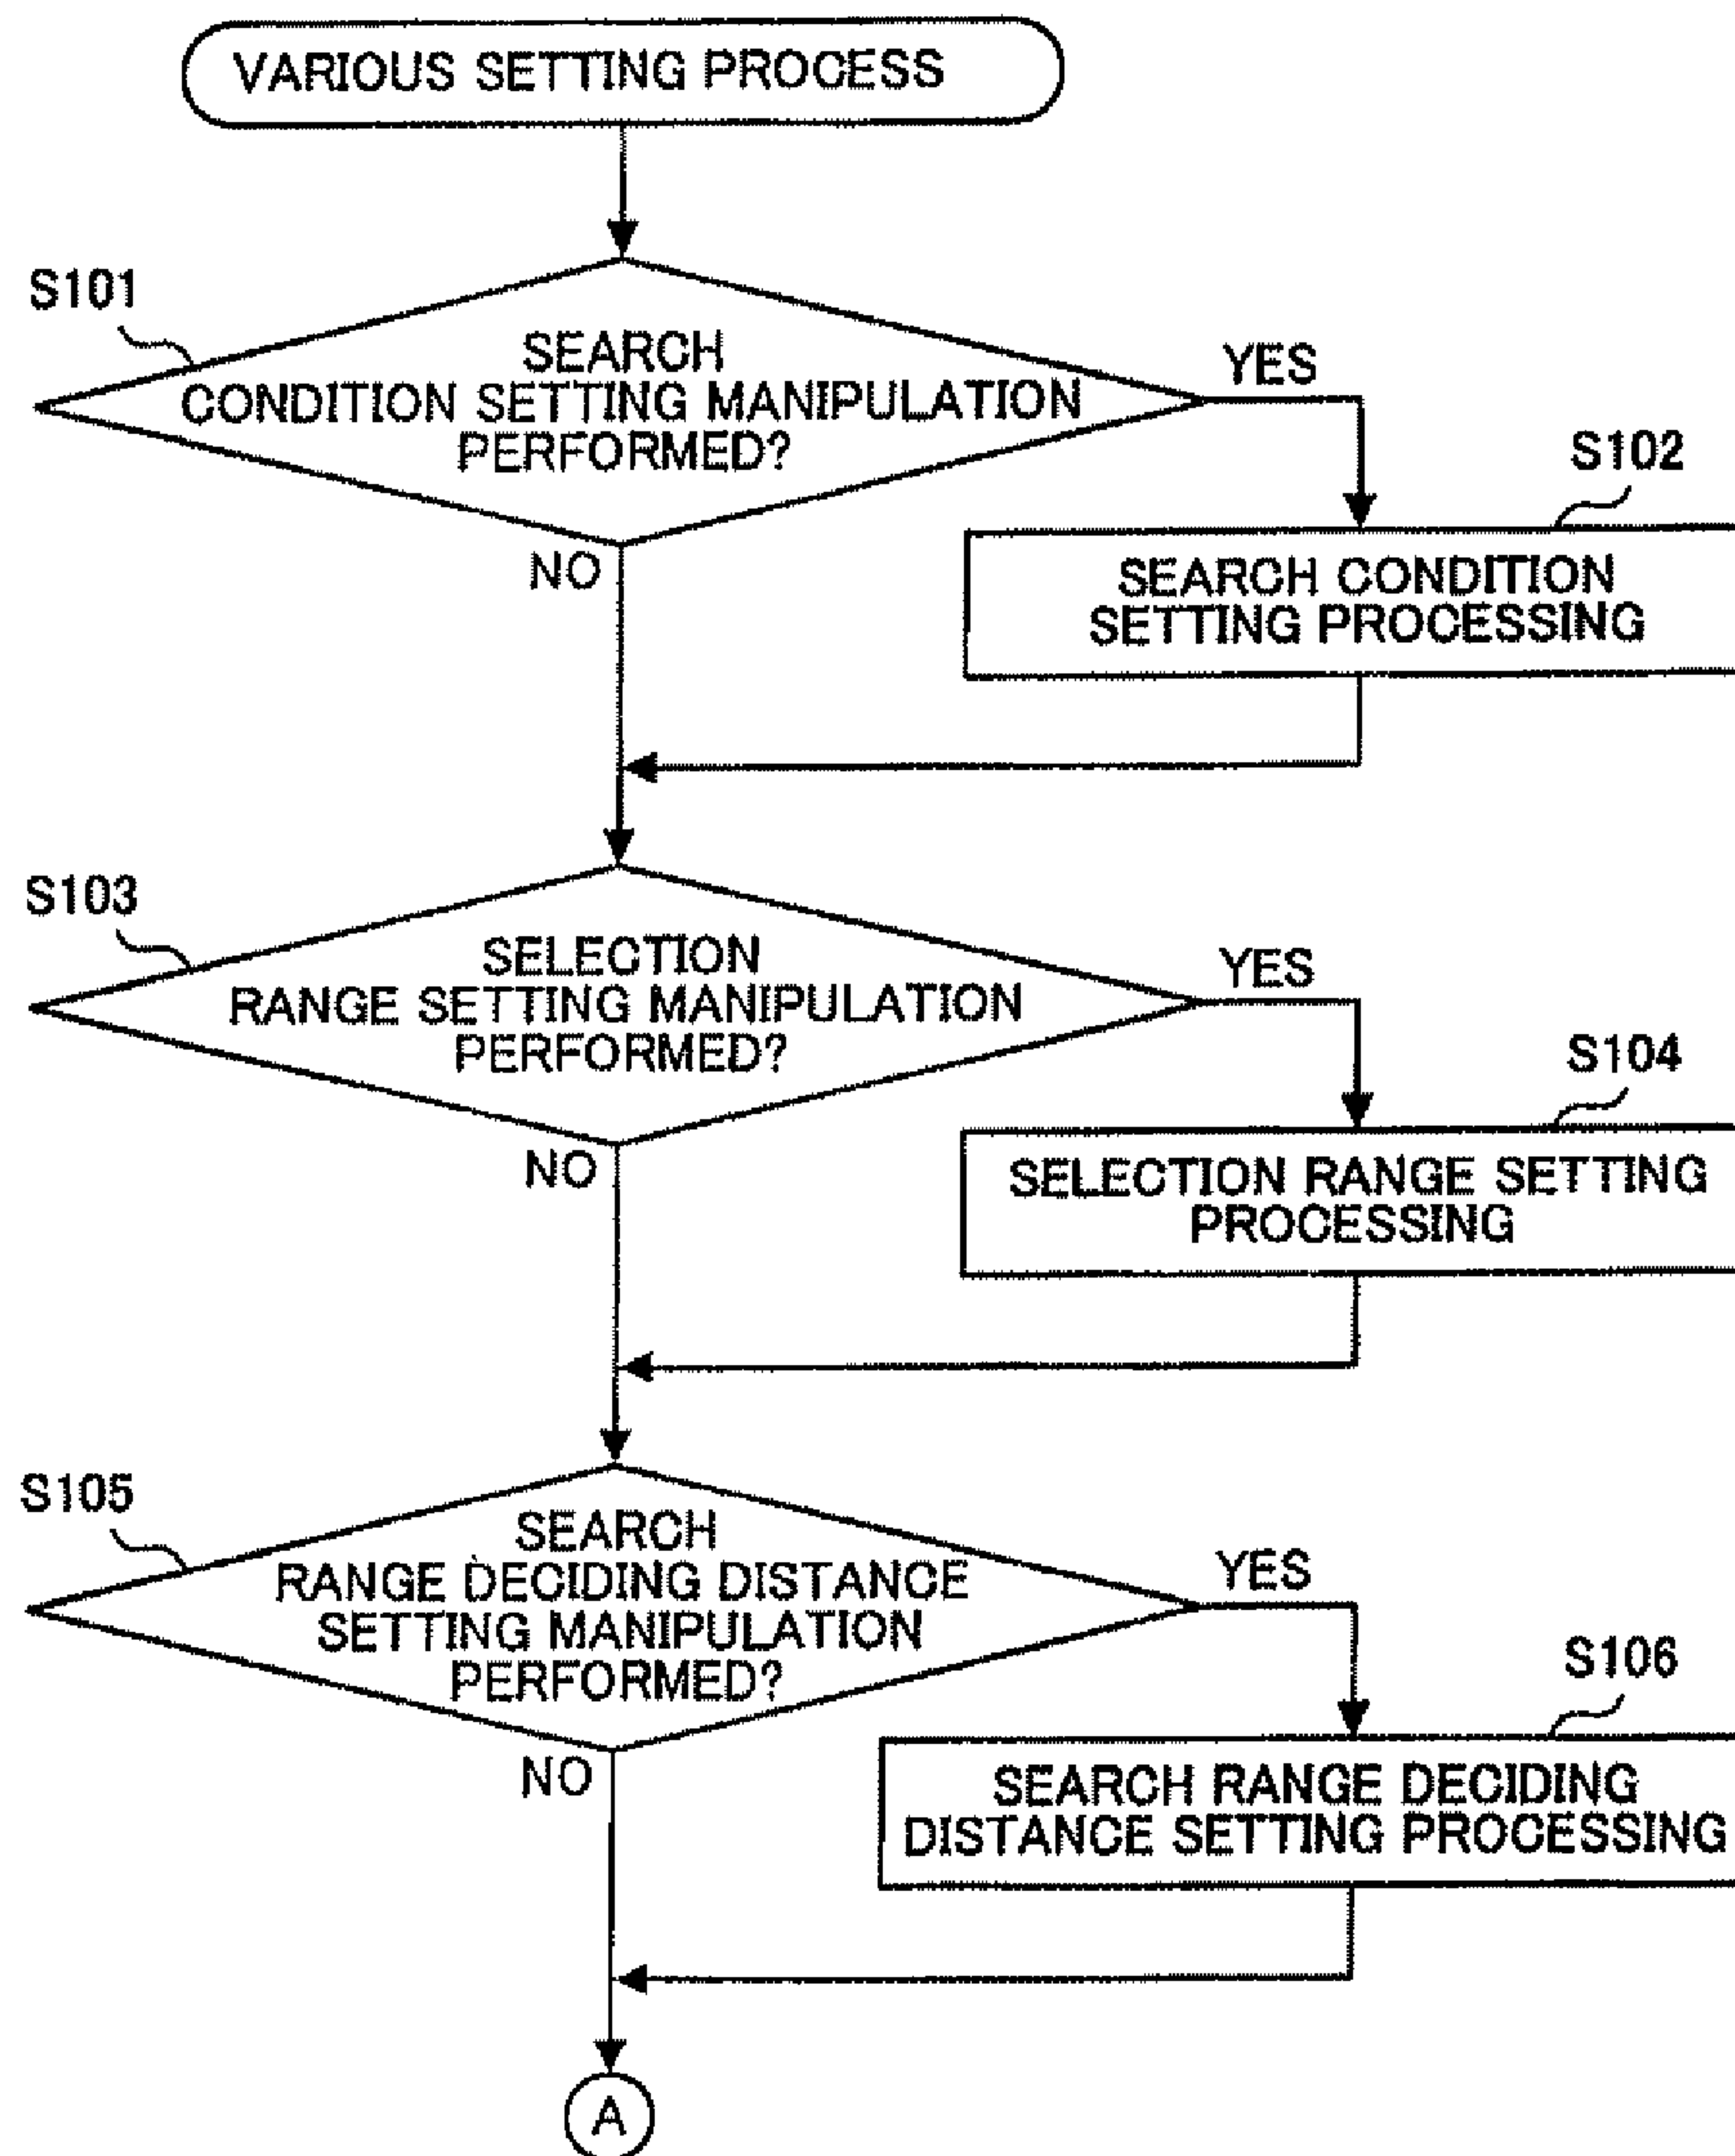 VARIOUS SETTING PROCESS
S101
SEARCH
CONDITION SETTING MANIPULATION
PERFORMED?
YES
NO
S102
SEARCH CONDITION
SETTING PROCESSING
S103
SELECTION
RANGE SETTING MANIPULATION
PERFORMED?
YES
NO
S104
SELECTION RANGE SETTING
PROCESSING
S105
SEARCH
RANGE DECIDING DISTANCE
SETTING MANIPULATION
PERFORMED?
YES
NO
S106
SEARCH RANGE DECIDING
DISTANCE SETTING PROCESSING
A